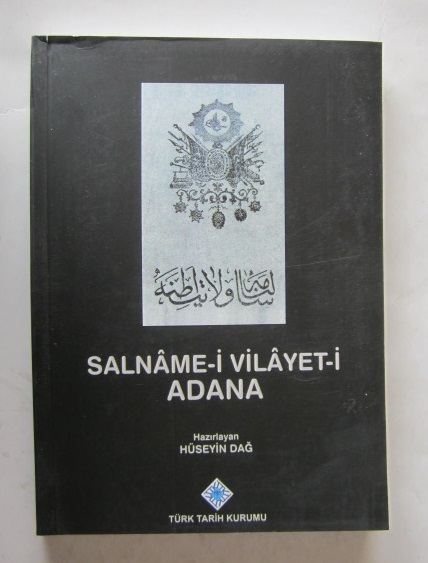 سالنامه ولايت اطنه
SALNÂME-İ VİLÂYET-İ
ADANA
Hazırlayan
HÜSEYİN DAĞ
TÜRK TARİH KURUMU